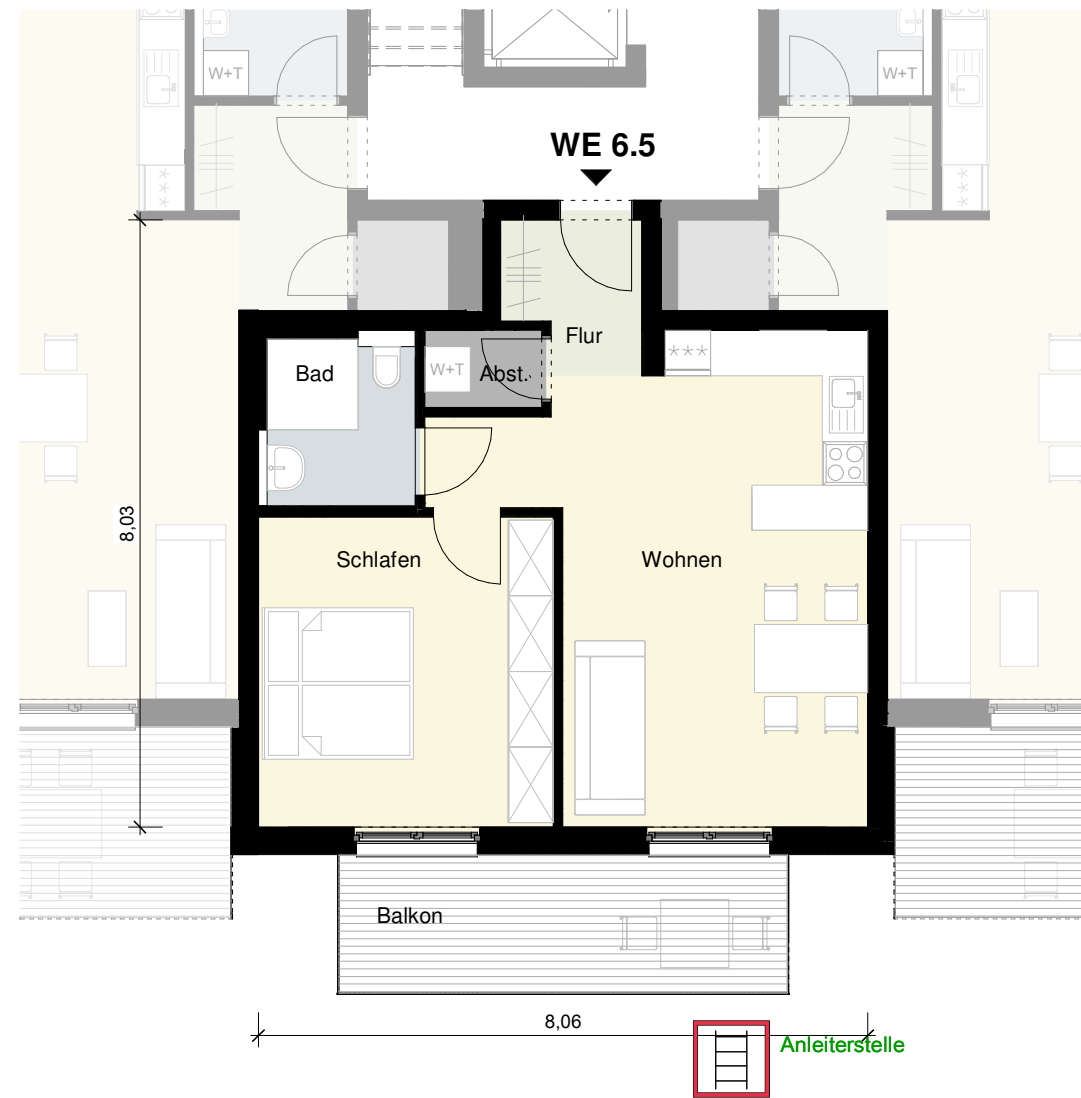 W+T
W+T
WE 6.5
Flur
Bad
W+T
Abst.
***
8,03
Schlafen
Wohnen
Balkon
8,06
Anleiterstelle